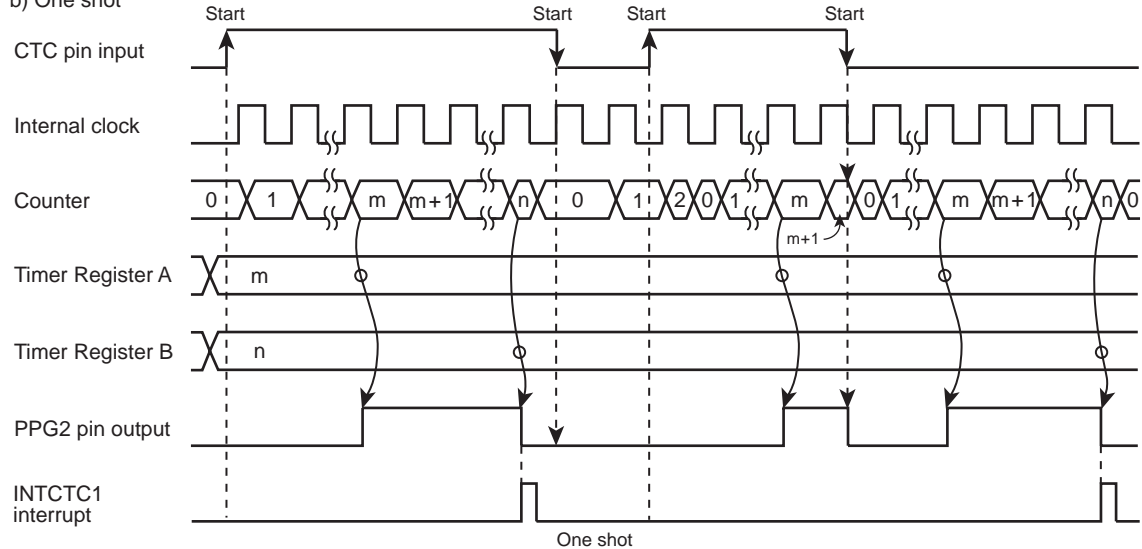 b) One shot
Start Start Start Start
CTC pin input
Internal clock
Counter 0 1 m m+1 n 0 1 2 0 1 m 0 1 m m+1 n 0
m+1
Timer Register A m
Timer Register B n
PPG2 pin output
INTCTC1
interrupt
One shot